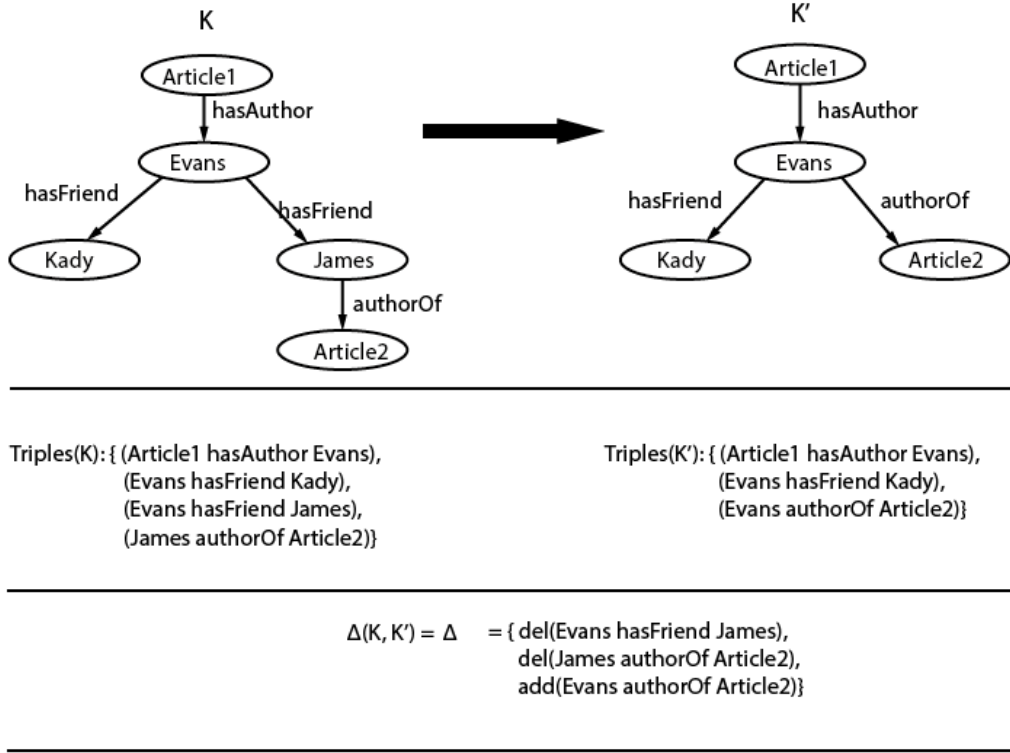 K
K’
Article1
hasAuthor
Evans
hasFriend
hasFriend
Kady
James
authorOf
Article2
Article1
hasAuthor
Evans
hasFriend
authorOf
Kady
Article2
Triples(K): { (Article1 hasAuthor Evans),
(Evans hasFriend Kady),
(Evans hasFriend James),
(James authorOf Article2)}
Triples(K’): { (Article1 hasAuthor Evans),
(Evans hasFriend Kady),
(Evans authorOf Article2)}
Δ(K, K’) = Δ = { del(Evans hasFriend James),
del(James authorOf Article2),
add(Evans authorOf Article2)}